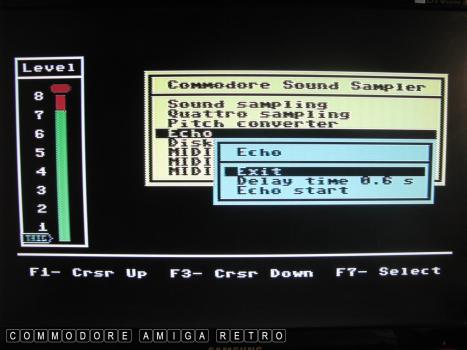 Level
8
7
6
5
4
3
2
1
Commodore Sound Sampler
Sound sampling
Quattro sampling
Pitch converter
Echo
Disk
MIDI
MIDI
MIDI
Echo
Exit
Delay time 0.6 s
Echo start
F1- Crsr Up F3- Crsr Down F7- Select
COMMODORE AMIGA RETRO
SAMSUNG